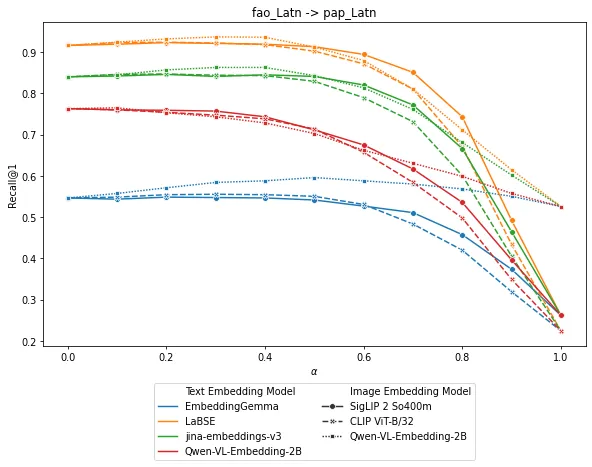 fao_Latn -> pap_Latn
Recall@1
0.9
0.8
0.7
0.6
0.5
0.4
0.3
0.2
0.0 0.2 0.4 0.6 0.8 1.0
α
Text Embedding Model Image Embedding Model
EmbeddingGemma SigLIP 2 So400m
LaBSE CLIP ViT-B/32
jina-embeddings-v3 Qwen-VL-Embedding-2B
Qwen-VL-Embedding-2B